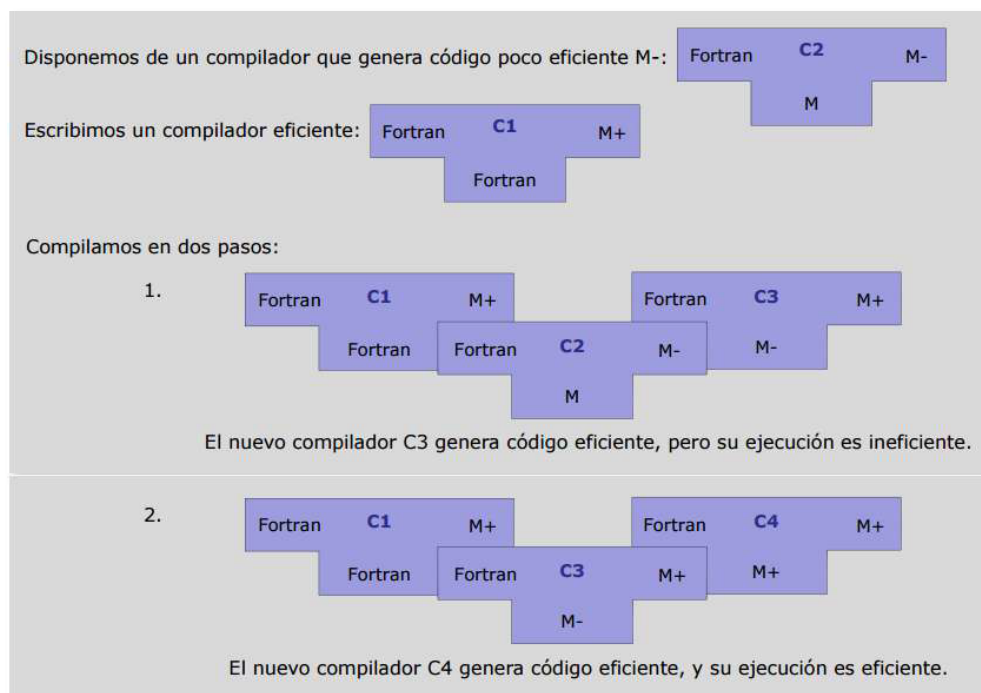 Disponemos de un compilador que genera código poco eficiente M-:
Fortran C2 M-
M
Escribimos un compilador eficiente:
Fortran C1 M+
Fortran
Compilamos en dos pasos:
1.
Fortran C1 M+ Fortran C3 M+
Fortran Fortran C2 M- M-
M
El nuevo compilador C3 genera código eficiente, pero su ejecución es ineficiente.
2.
Fortran C1 M+ Fortran C4 M+
Fortran Fortran C3 M+ M+
M-
El nuevo compilador C4 genera código eficiente, y su ejecución es eficiente.